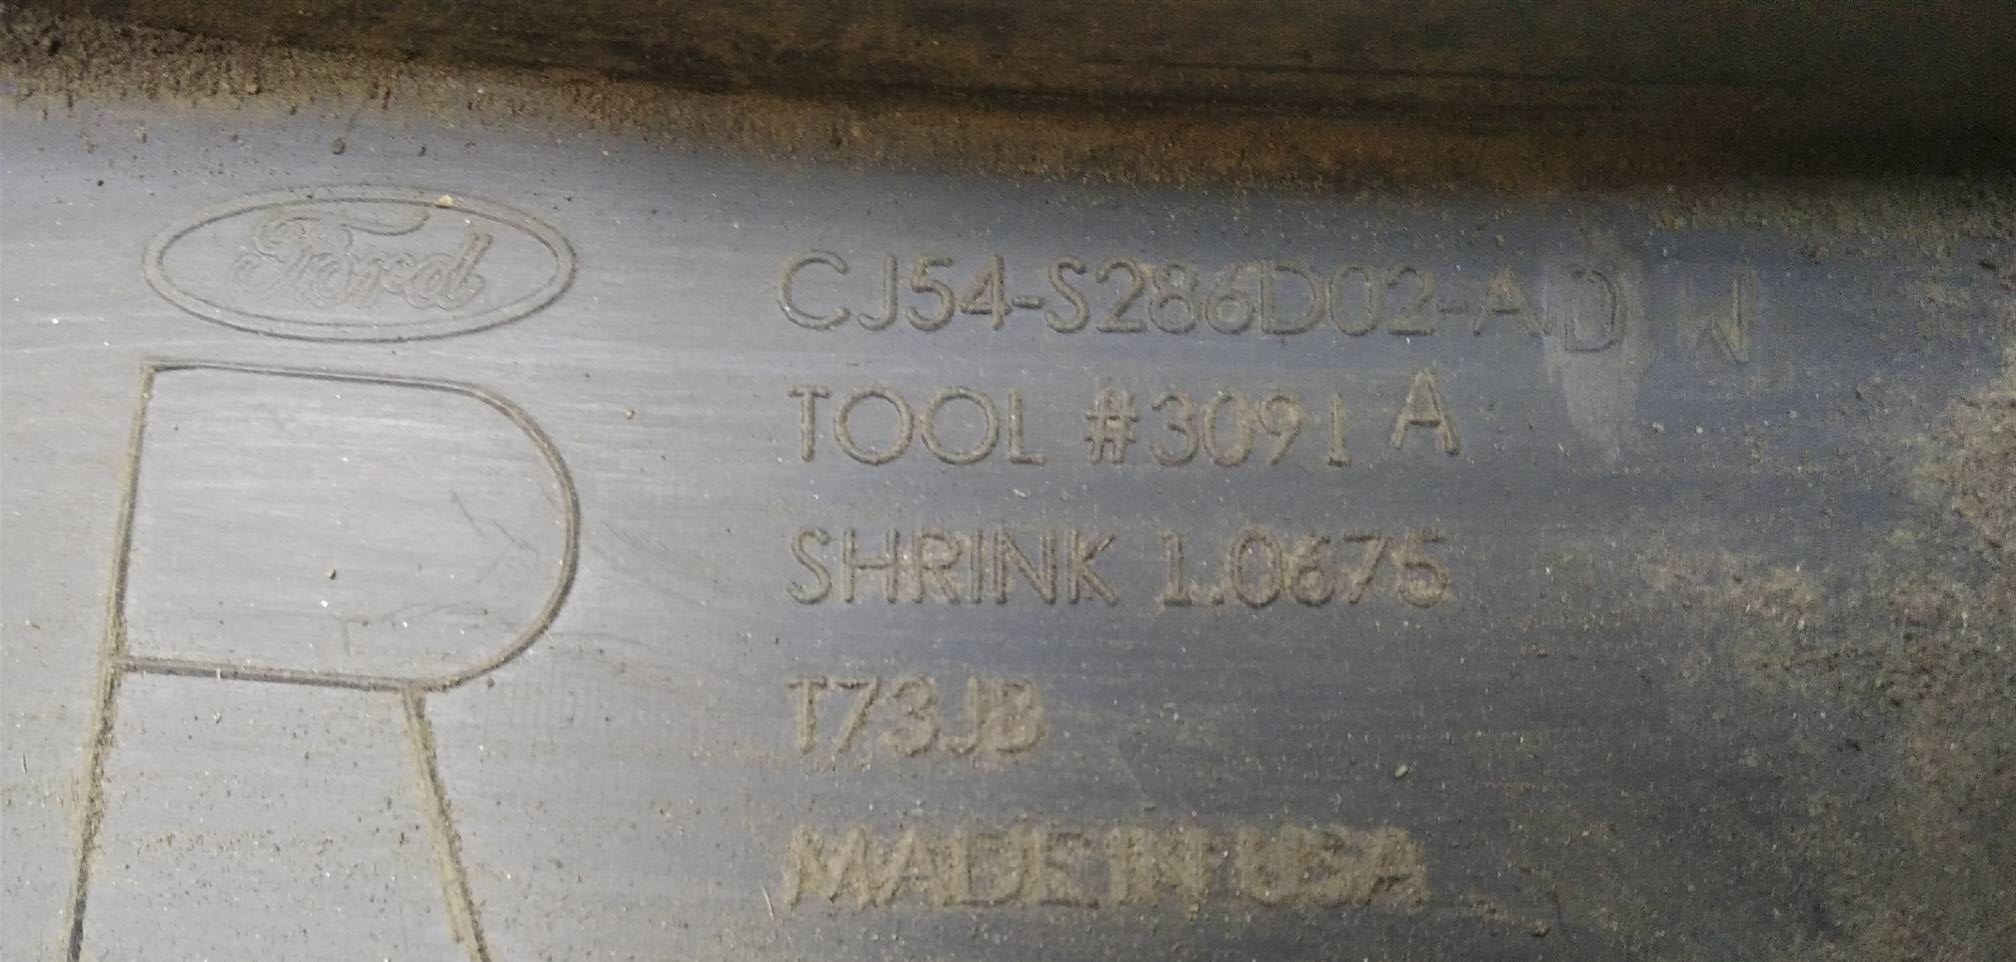 Ford
CJ54-S286D02-AD W
TOOL #3091 A
R
SHRINK 1.0675
T73JB
MADE IN USA